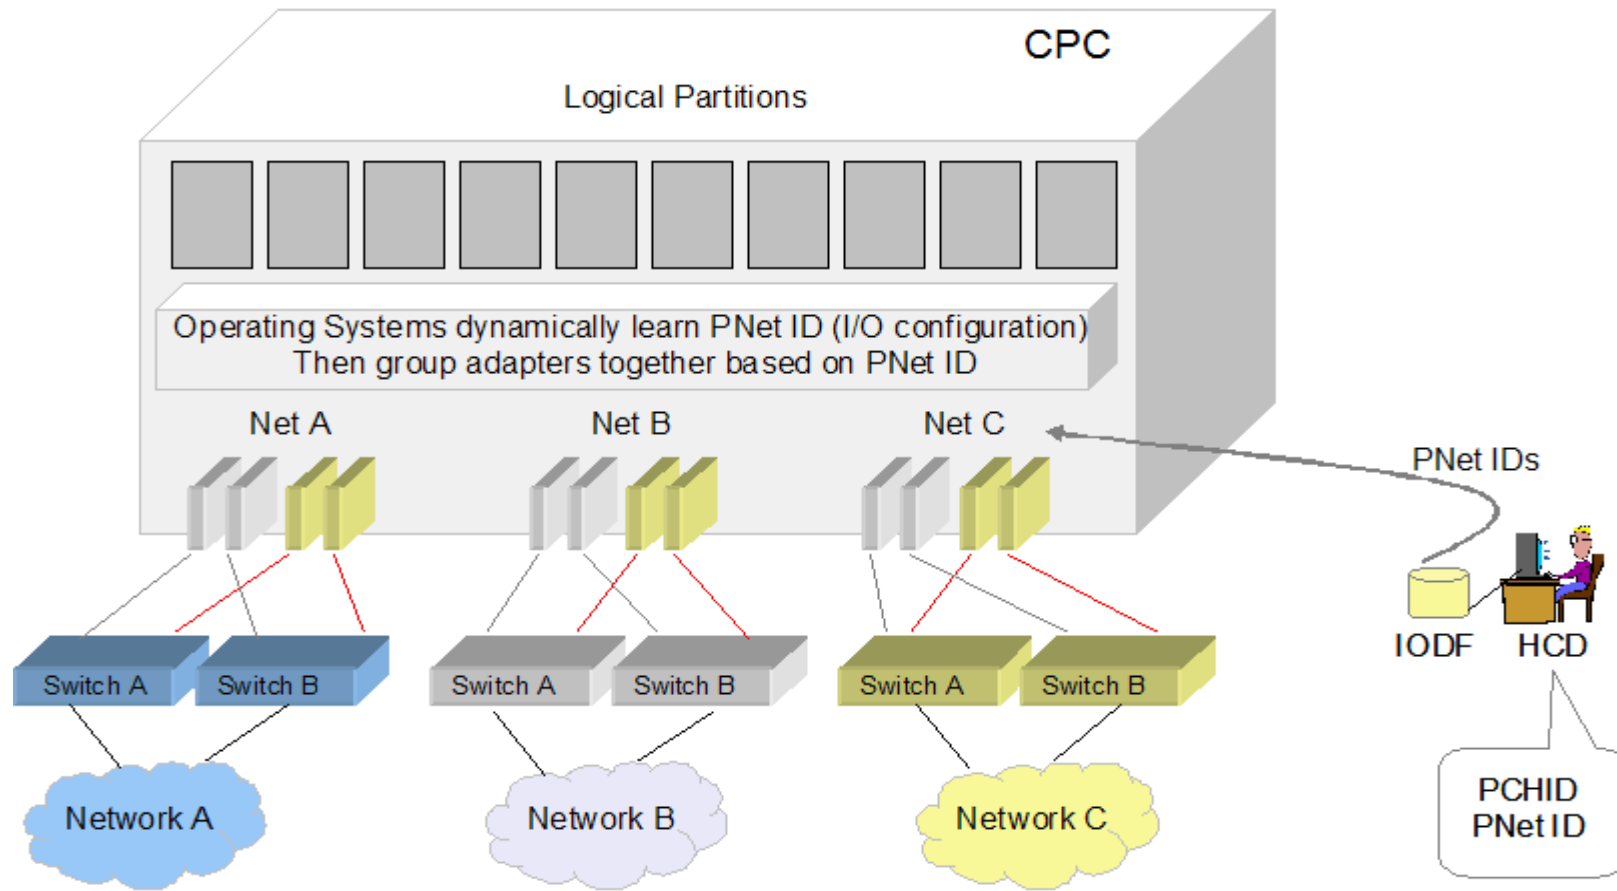 CPC
Logical Partitions
Operating Systems dynamically learn PNet ID (I/O configuration)
Then group adapters together based on PNet ID
Net A
Net B
Net C
PNet IDs
IODF
HCD
Switch A
Switch B
Switch A
Switch B
Switch A
Switch B
Network A
Network B
Network C
PCHID
PNet ID